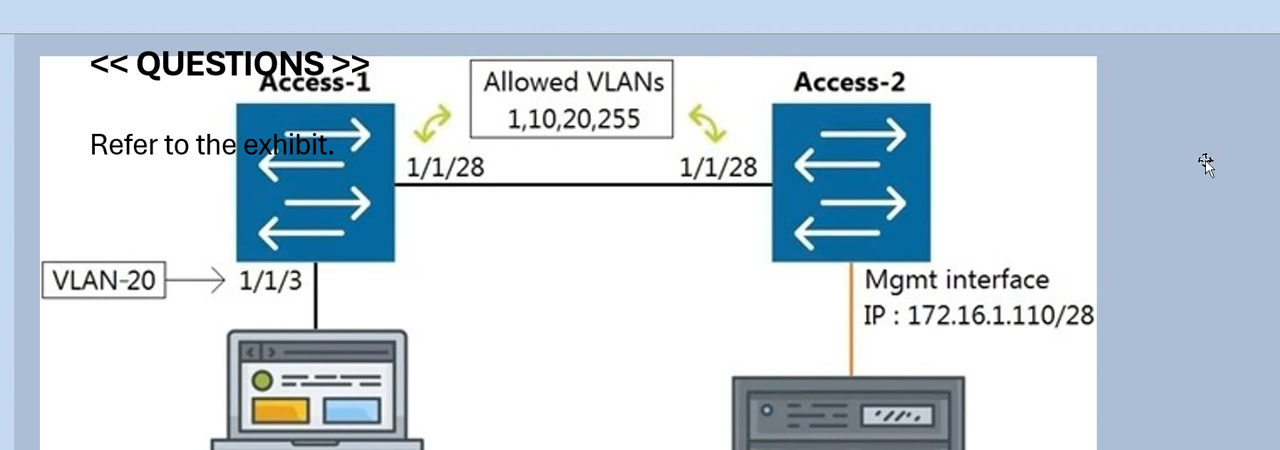 << QUESTIONS >>
Access-1
Allowed VLANs
1,10,20,255
Access-2
Refer to the exhibit.
1/1/28
1/1/28
VLAN-20
1/1/3
Mgmt interface
IP : 172.16.1.110/28